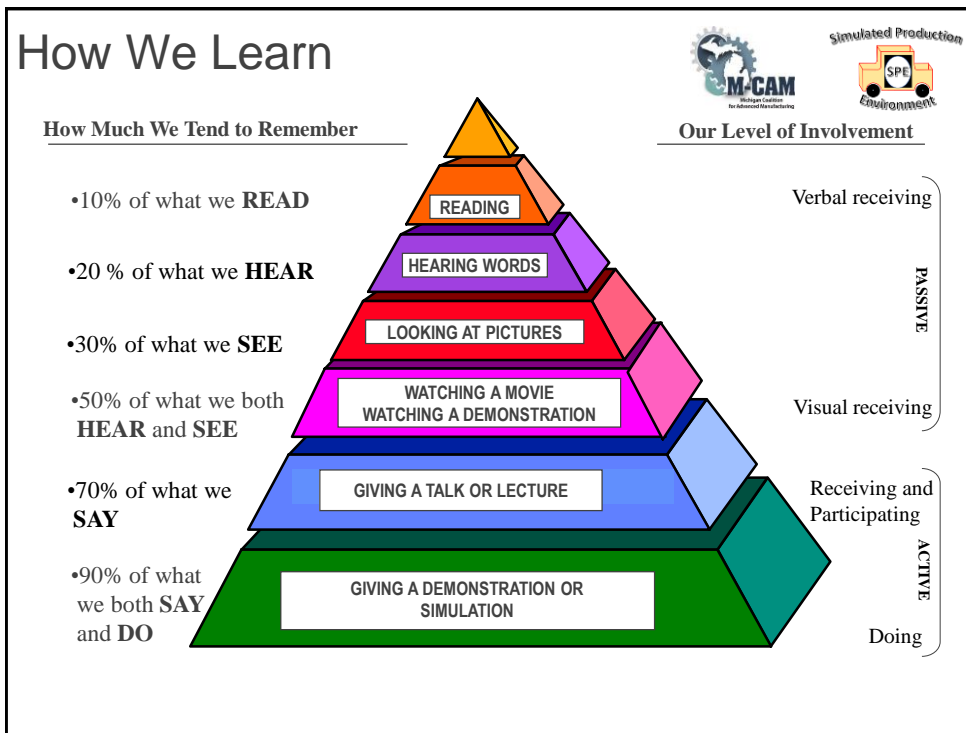 How We Learn
M-CAM
Michigan Coalition
for Advanced Manufacturing
Simulated Production
SPE
Environment
How Much We Tend to Remember
Our Level of Involvement
•10% of what we READ
•20 % of what we HEAR
•30% of what we SEE
•50% of what we both
HEAR and SEE
•70% of what we
SAY
•90% of what
we both SAY
and DO
READING
HEARING WORDS
LOOKING AT PICTURES
WATCHING A MOVIE
WATCHING A DEMONSTRATION
GIVING A TALK OR LECTURE
GIVING A DEMONSTRATION OR
SIMULATION
Verbal receiving
PASSIVE
Visual receiving
Receiving and
Participating
ACTIVE
Doing